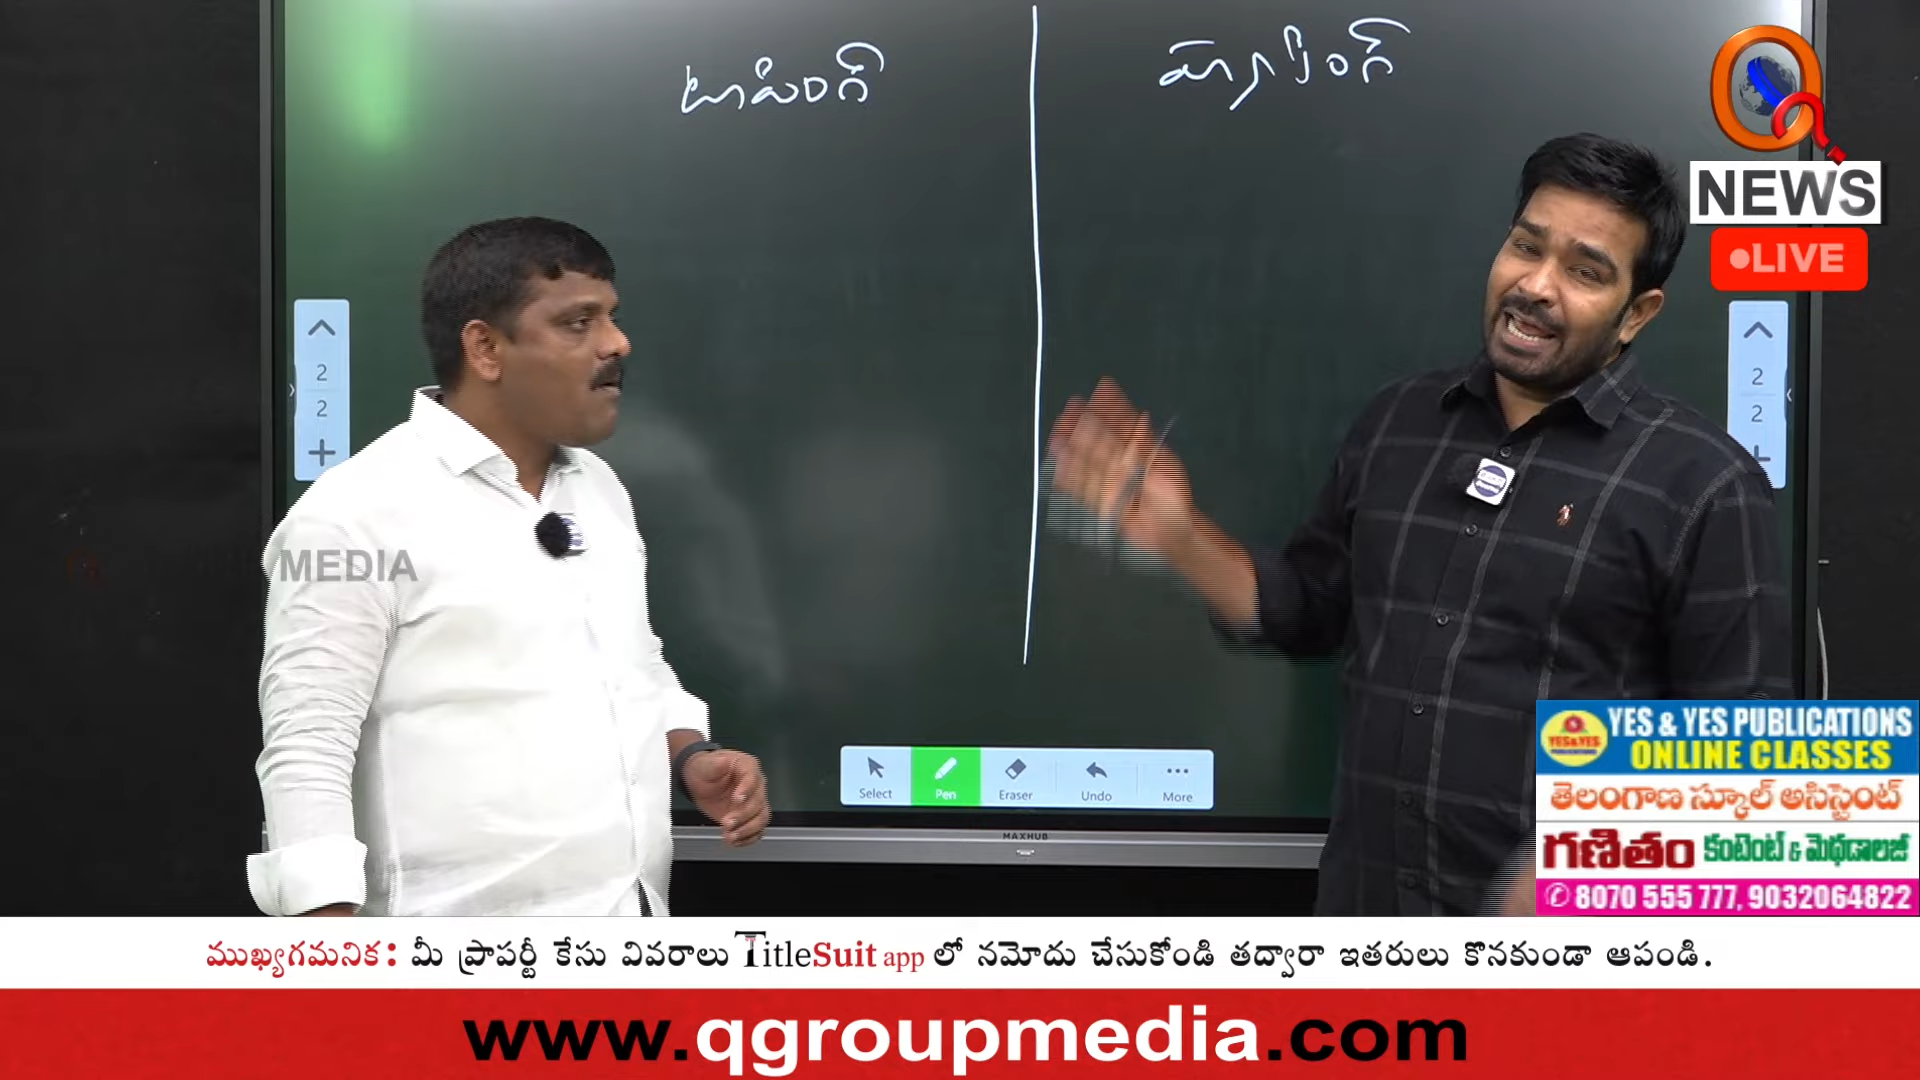 టాపింగ్
NEWS
LIVE
2
2
2
2
MEDIA
Select
Pen
Eraser
Undo
More
MAXHUB
YES & YES PUBLICATIONS
ONLINE CLASSES
తెలంగాణ స్కూల్ అసిస్టెంట్
గణితం కంటెంట్ & మెథడాలజీ
8070 555 777, 9032064822
ముఖ్యగమనిక: మీ ప్రాపర్టీ కేసు వివరాలు TitleSuit app లో నమోదు చేసుకోండి తద్వారా ఇతరులు కొనకుండా ఆపండి.
www.qgroupmedia.com